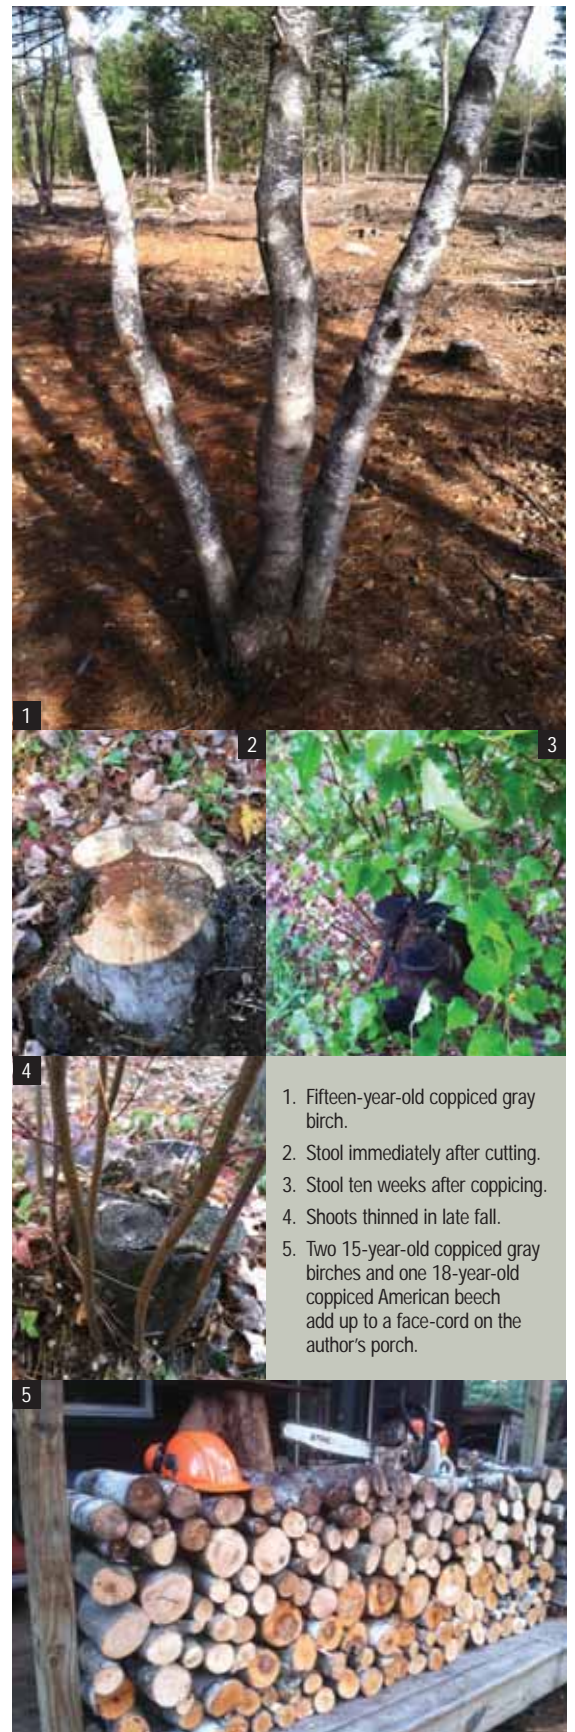 1
2
3
4
1. Fifteen-year-old coppiced gray
birch.
2. Stool immediately after cutting.
3. Stool ten weeks after coppicing.
4. Shoots thinned in late fall.
5. Two 15-year-old coppiced gray
birches and one 18-year-old
coppiced American beech
add up to a face-cord on the
author's porch.
5
STIHL